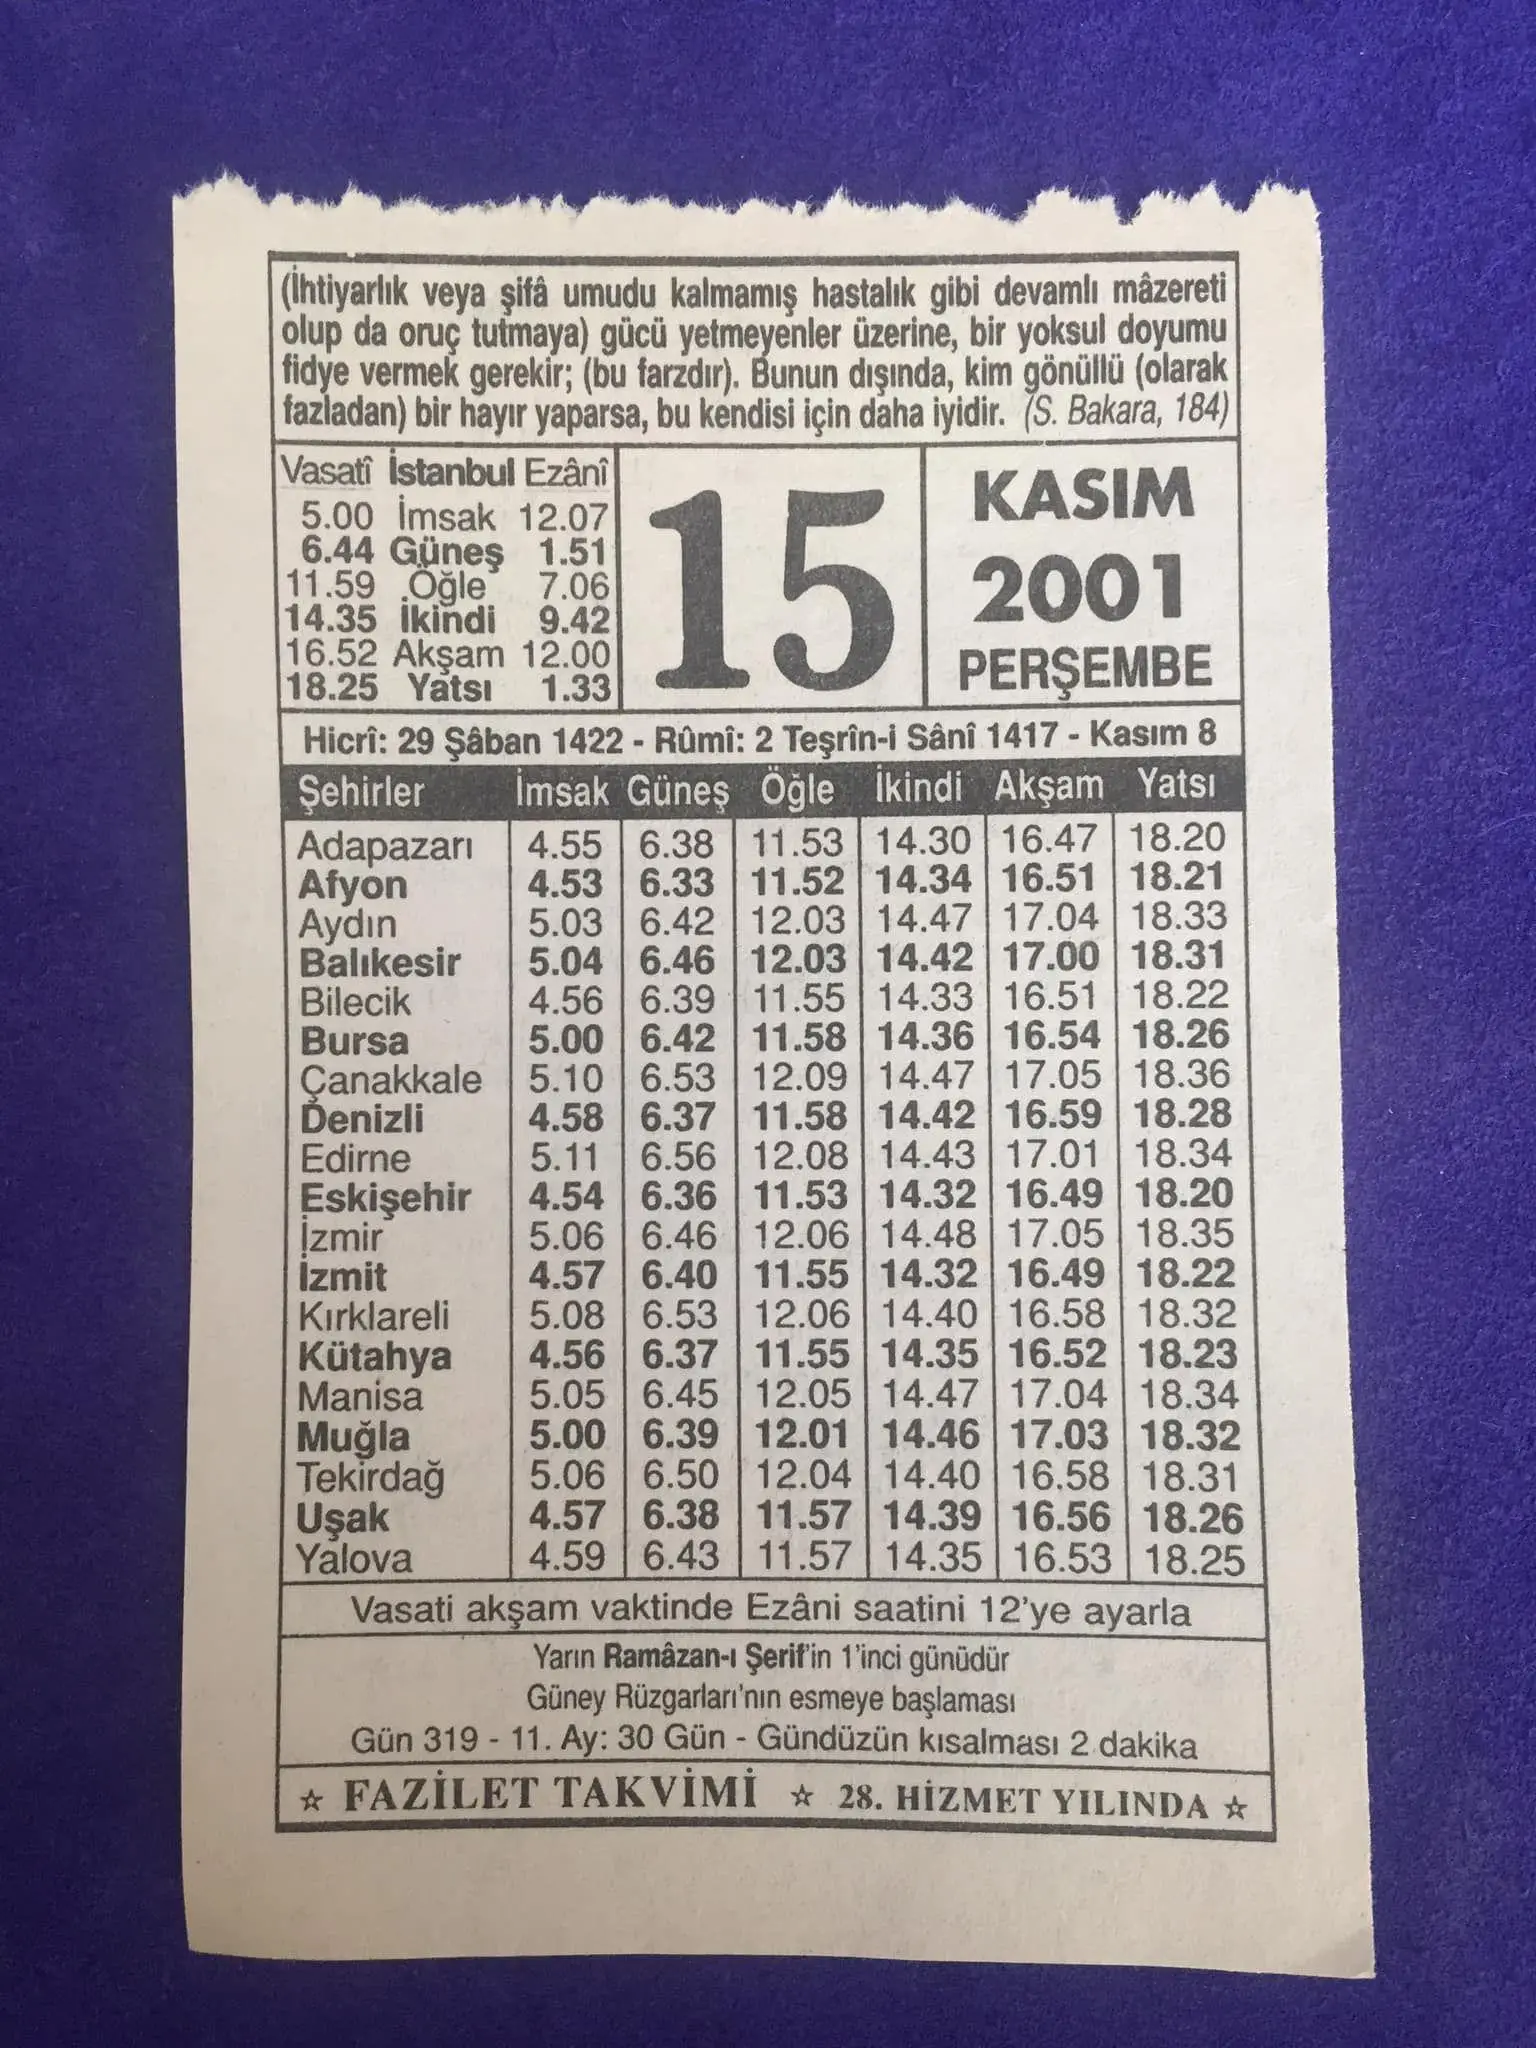 (İhtiyarlık veya şifâ umudu kalmamış hastalık gibi devamlı mâzereti
olup da oruç tutmaya) gücü yetmeyenler üzerine, bir yoksul doyumu
fidye vermek gerekir; (bu farzdır). Bunun dışında, kim gönüllü (olarak
fazladan) bir hayır yaparsa, bu kendisi için daha iyidir. (S. Bakara, 184)
Vasatî İstanbul Ezânî
5.00 İmsak 12.07
6.44 Güneş 1.51
11.59 Öğle 7.06
14.35 İkindi 9.42
16.52 Akşam 12.00
18.25 Yatsı 1.33
15
KASIM
2001
PERŞEMBE
Hicrî: 29 Şâban 1422 - Rûmî: 2 Teşrîn-i Sânî 1417 - Kasım 8
Şehirler İmsak Güneş Öğle İkindi Akşam Yatsı
Adapazarı 4.55 6.38 11.53 14.30 16.47 18.20
Afyon 4.53 6.33 11.52 14.34 16.51 18.21
Aydın 5.03 6.42 12.03 14.47 17.04 18.33
Balıkesir 5.04 6.46 12.03 14.42 17.00 18.31
Bilecik 4.56 6.39 11.55 14.33 16.51 18.22
Bursa 5.00 6.42 11.58 14.36 16.54 18.26
Çanakkale 5.10 6.53 12.09 14.47 17.05 18.36
Denizli 4.58 6.37 11.58 14.42 16.59 18.28
Edirne 5.11 6.56 12.08 14.43 17.01 18.34
Eskişehir 4.54 6.36 11.53 14.32 16.49 18.20
İzmir 5.06 6.46 12.06 14.48 17.05 18.35
İzmit 4.57 6.40 11.55 14.32 16.49 18.22
Kırklareli 5.08 6.53 12.06 14.40 16.58 18.32
Kütahya 4.56 6.37 11.55 14.35 16.52 18.23
Manisa 5.05 6.45 12.05 14.47 17.04 18.34
Muğla 5.00 6.39 12.01 14.46 17.03 18.32
Tekirdağ 5.06 6.50 12.04 14.40 16.58 18.31
Uşak 4.57 6.38 11.57 14.39 16.56 18.26
Yalova 4.59 6.43 11.57 14.35 16.53 18.25
Vasati akşam vaktinde Ezâni saatini 12'ye ayarla
Yarın Ramâzan-ı Şerif'in 1'inci günüdür
Güney Rüzgarları'nın esmeye başlaması
Gün 319 - 11. Ay: 30 Gün - Gündüzün kısalması 2 dakika
☆ FAZİLET TAKVİMİ ☆ 28. HİZMET YILINDA ☆